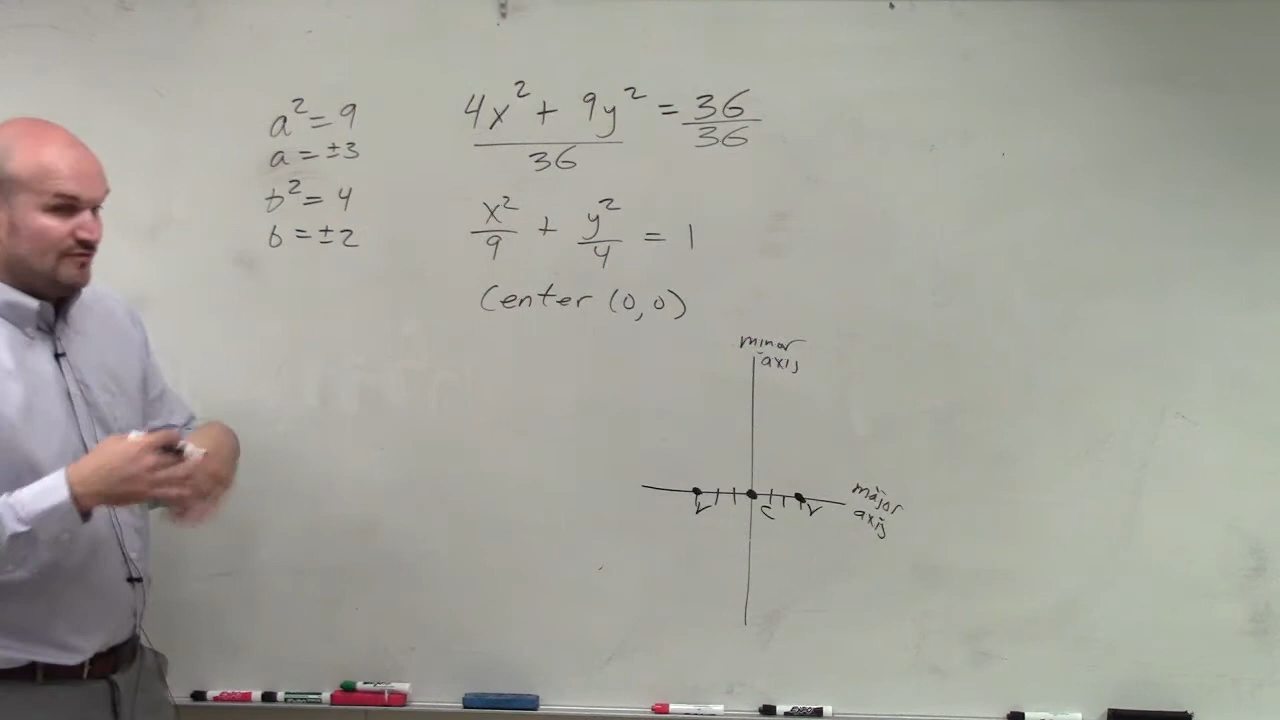 a² = 9
a = ±3
b² = 4
b = ±2
4x² + 9y² = 36
36 36
x² + y² = 1
9 4
Center (0,0)
minor
axis
major
axis
V C V
EXPO